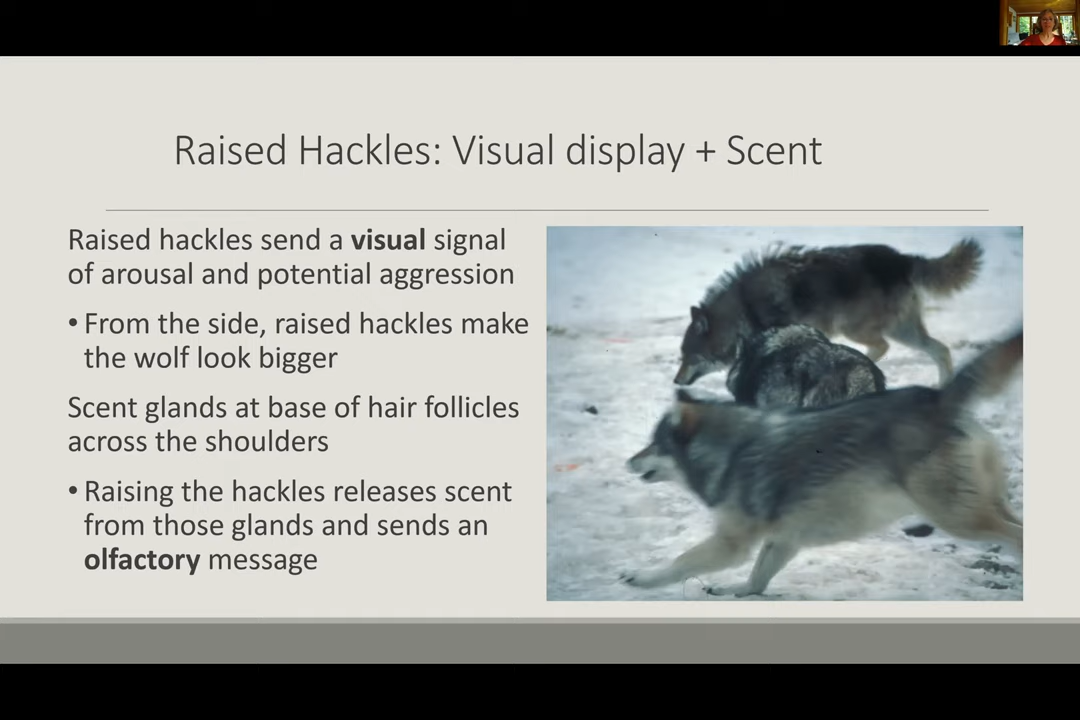 Raised Hackles: Visual display + Scent
Raised hackles send a visual signal
of arousal and potential aggression
• From the side, raised hackles make
the wolf look bigger
Scent glands at base of hair follicles
across the shoulders
• Raising the hackles releases scent
from those glands and sends an
olfactory message